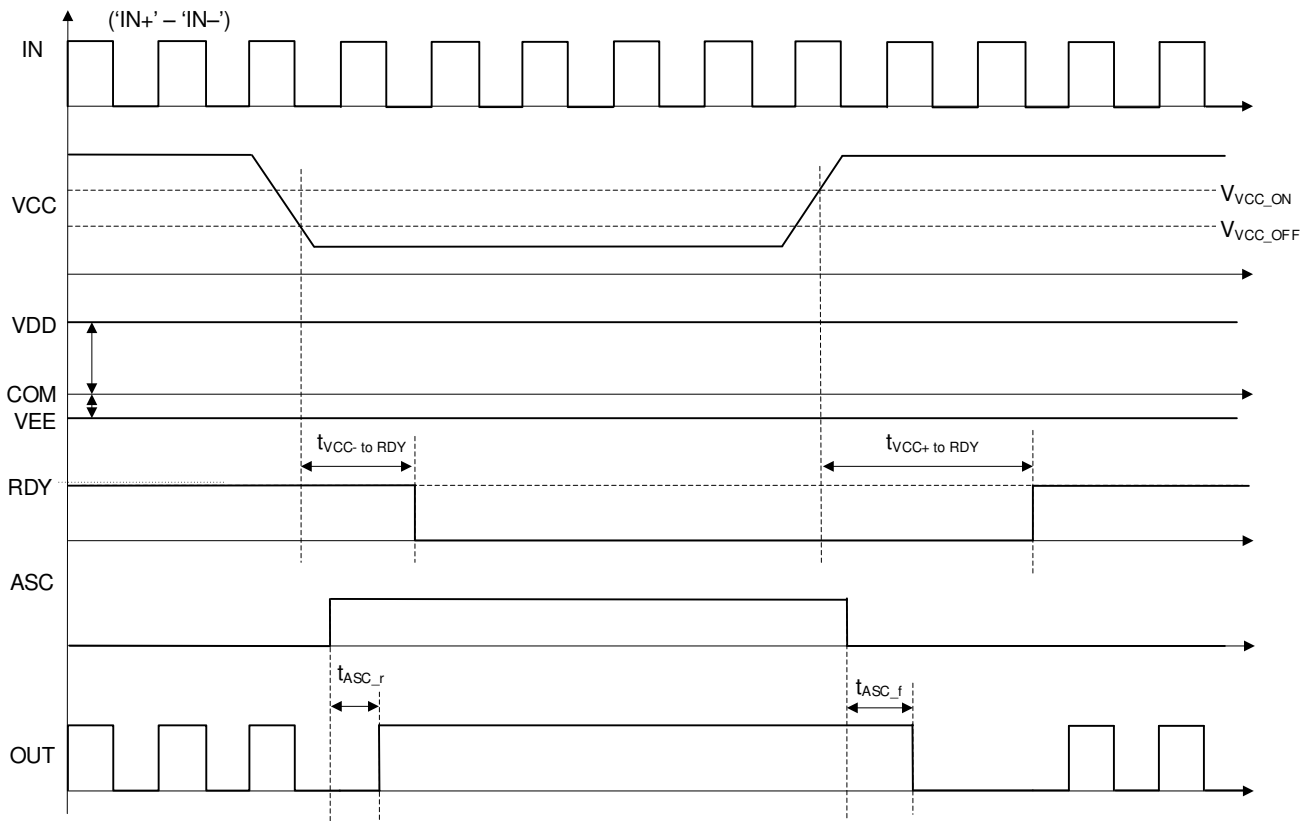 (‘IN+’ – ‘IN–’)
IN
VCC
VVCC_ON
VVCC_OFF
VDD
COM
VEE
tVCC- to RDY
tVCC+ to RDY
RDY
ASC
tASC_r
tASC_f
OUT